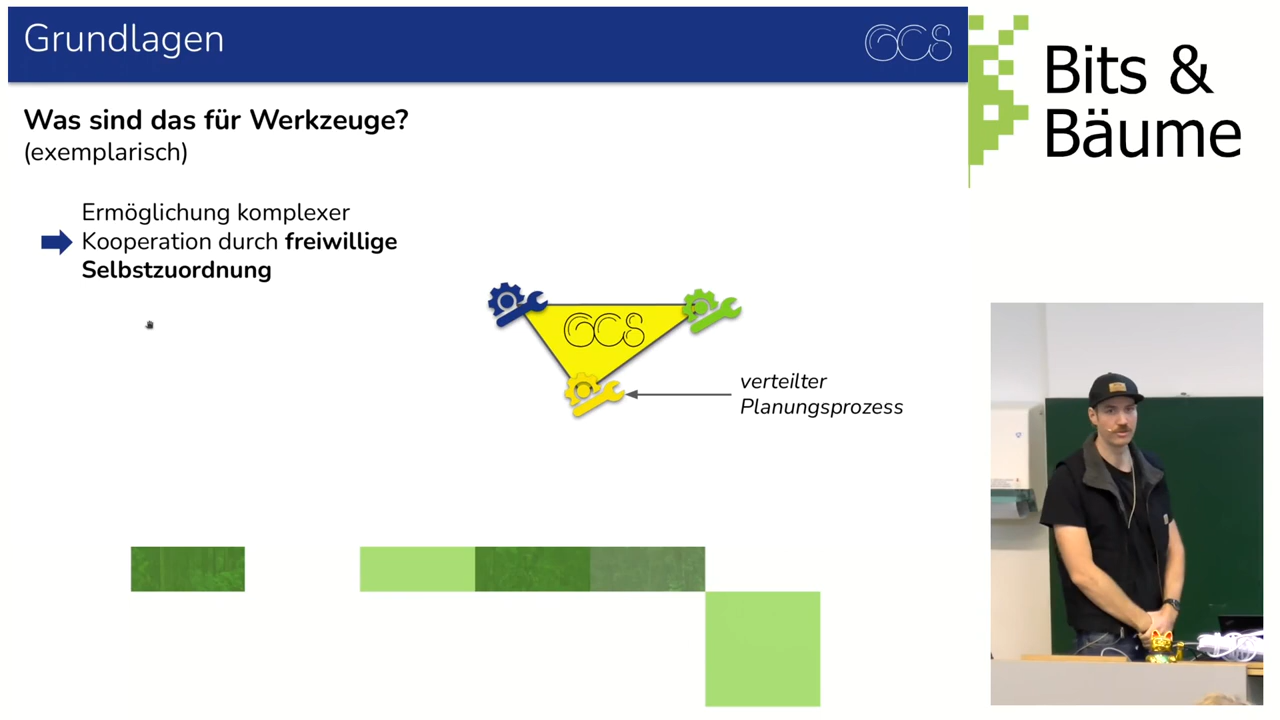 Grundlagen
GCS
Bits &
Bäume
Was sind das für Werkzeuge?
(exemplarisch)
Ermöglichung komplexer
Kooperation durch freiwillige
Selbstzuordnung
GCS
verteilter
Planungsprozess